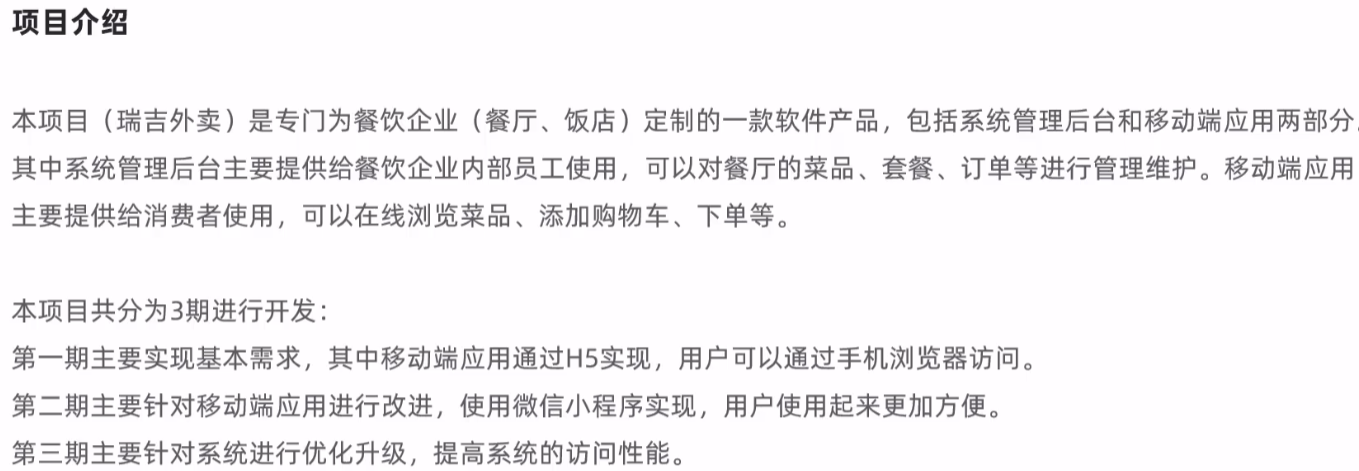 项目介绍
本项目（瑞吉外卖）是专门为餐饮企业（餐厅、饭店）定制的一款软件产品，包括系统管理后台和移动端应用两部分。
其中系统管理后台主要提供给餐饮企业内部员工使用，可以对餐厅的菜品、套餐、订单等进行管理维护。移动端应用
主要提供给消费者使用，可以在线浏览菜品、添加购物车、下单等。
本项目共分为3期进行开发：
第一期主要实现基本需求，其中移动端应用通过H5实现，用户可以通过手机浏览器访问。
第二期主要针对移动端应用进行改进，使用微信小程序实现，用户使用起来更加方便。
第三期主要针对系统进行优化升级，提高系统的访问性能。